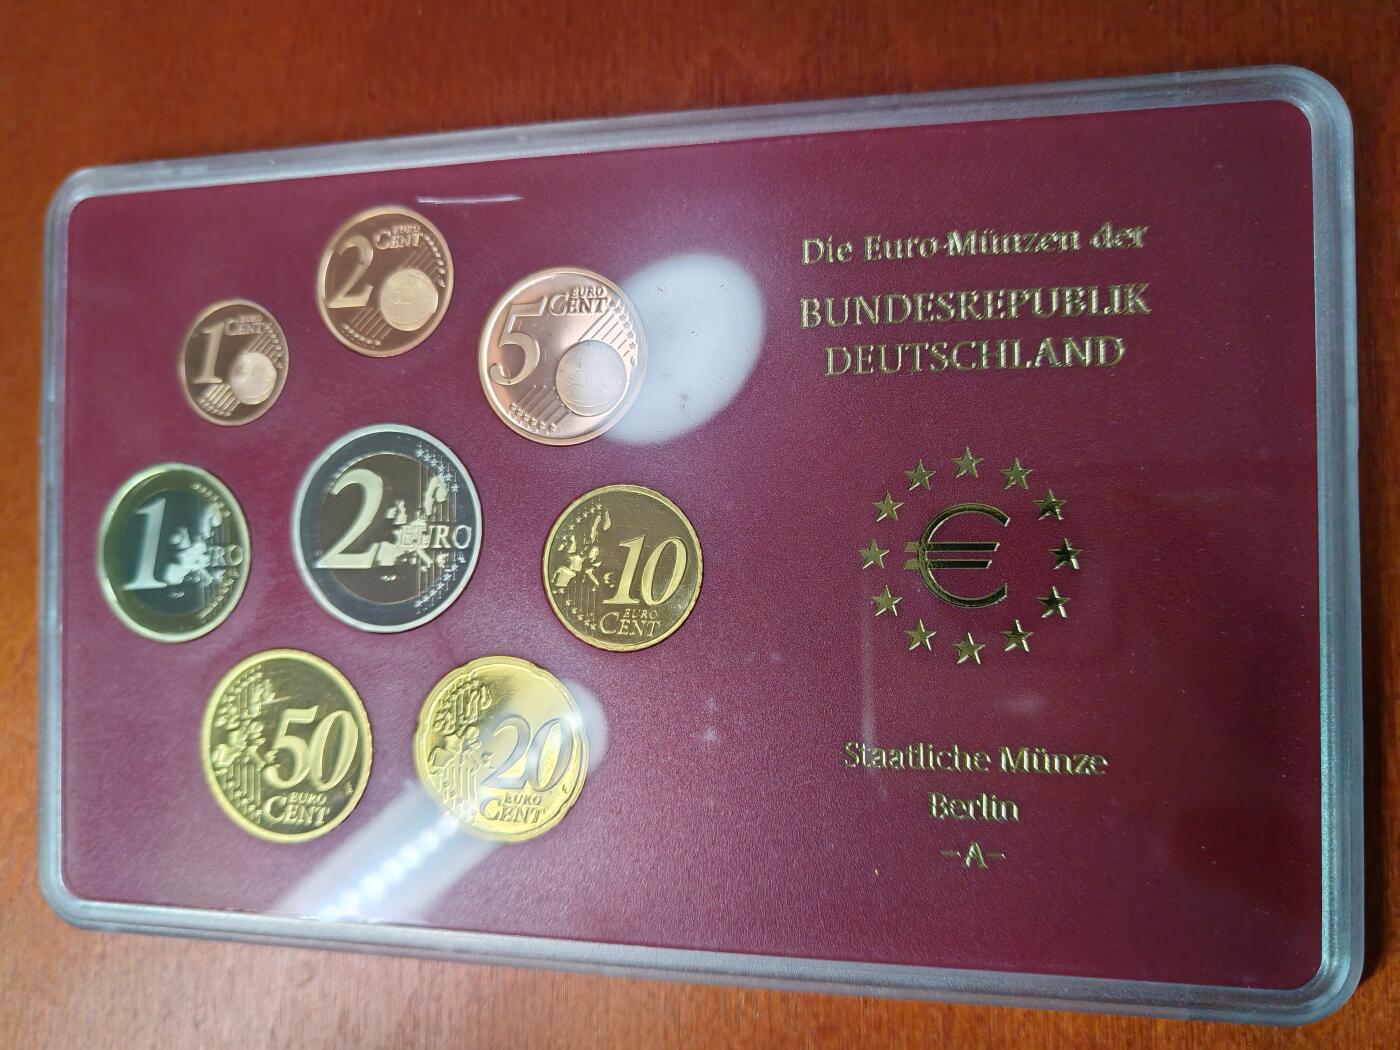 2 EURO CENT
1 EURO CENT
5 EURO CENT
1 EURO
2 EURO
10 EURO CENT
50 EURO CENT
20 EURO CENT
Die Euro-Münzen der
BUNDESREPUBLIK
DEUTSCHLAND
€
Staatliche Münze
Berlin
-A-